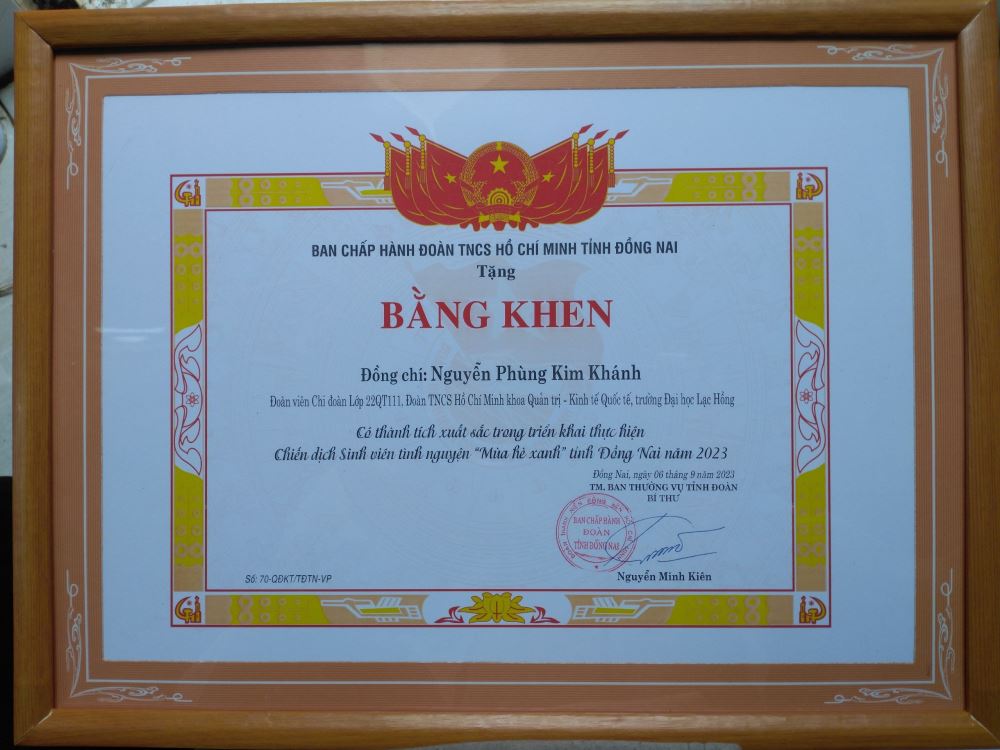 BAN CHẤP HÀNH ĐOÀN TNCS HỒ CHÍ MINH TỈNH ĐỒNG NAI
Tặng
BẰNG KHEN
Đồng chí: Nguyễn Phùng Kim Khánh
Đoàn viên Chi đoàn Lớp 22QT111, Đoàn TNCS Hồ Chí Minh khoa Quản trị - Kinh tế Quốc tế, trường Đại học Lạc Hồng
Có thành tích xuất sắc trong triển khai thực hiện
Chiến dịch Sinh viên tình nguyện "Mùa hè xanh" tỉnh Đồng Nai năm 2023
Đồng Nai, ngày 06 tháng 9 năm 2023
TM. BAN THƯỜNG VỤ TỈNH ĐOÀN
BÍ THƯ
BAN CHẤP HÀNH
ĐOÀN
TỈNH ĐỒNG NAI
Nguyễn Minh Kiên
Số: 70-QĐKT/TĐTN-VP